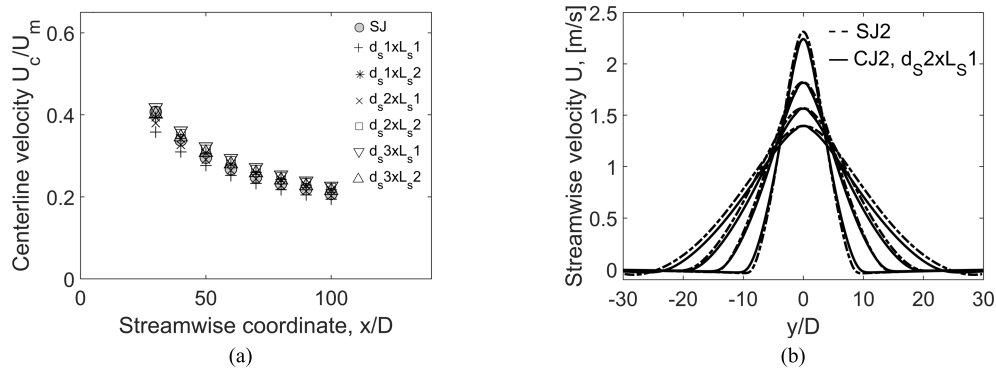 Centerline velocity U_c/U_m
0.6
0.4
0.2
0
0
50
100
Streamwise coordinate, x/D
SJ
d_s1xL_s1
d_s1xL_s2
d_s2xL_s1
d_s2xL_s2
d_s3xL_s1
d_s3xL_s2
(a)
Streamwise velocity U, [m/s]
2.5
2
1.5
1
0.5
0
-30
-20
-10
0
10
20
30
y/D
SJ2
CJ2, d_S2xL_S1
(b)